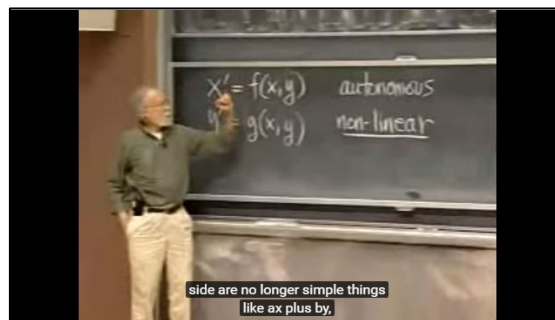 x' = f(x,y) autonomous
y' = g(x,y) non-linear
side are no longer simple things
like ax plus by,